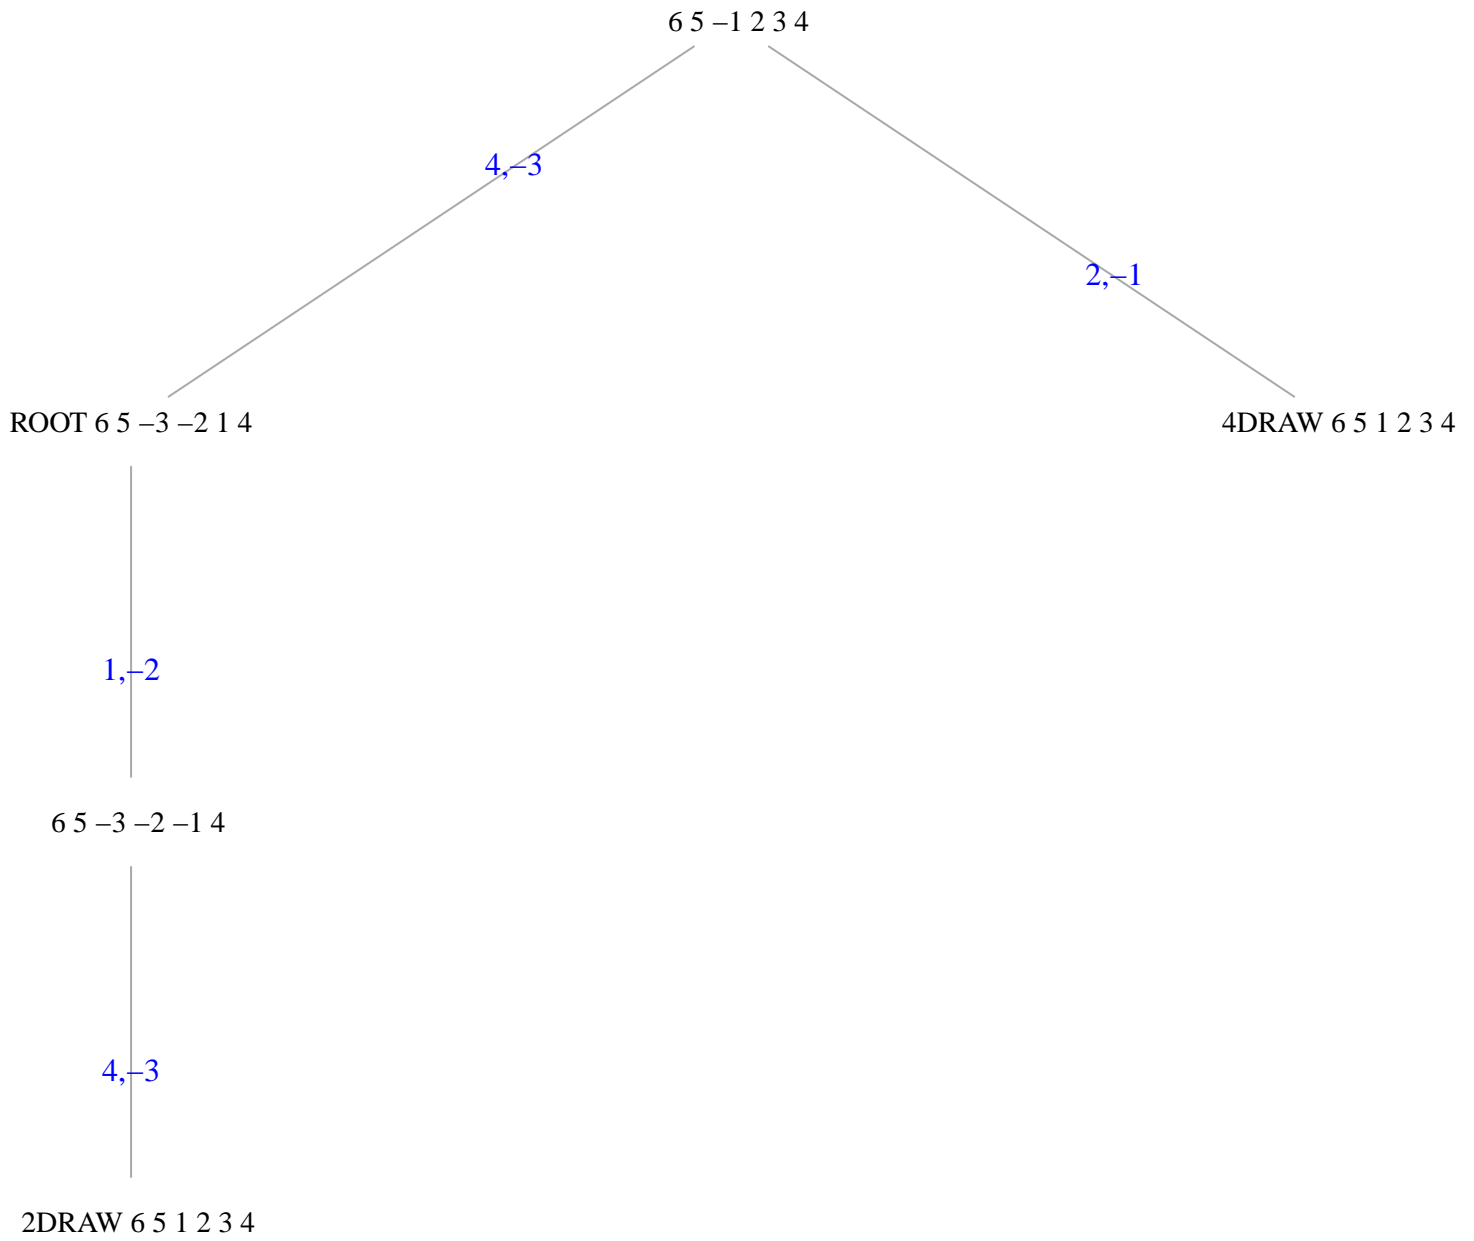 6 5 –1 2 3 4
4,–3
2,–1
ROOT 6 5 –3 –2 1 4
4DRAW 6 5 1 2 3 4
1,–2
6 5 –3 –2 –1 4
4,–3
2DRAW 6 5 1 2 3 4